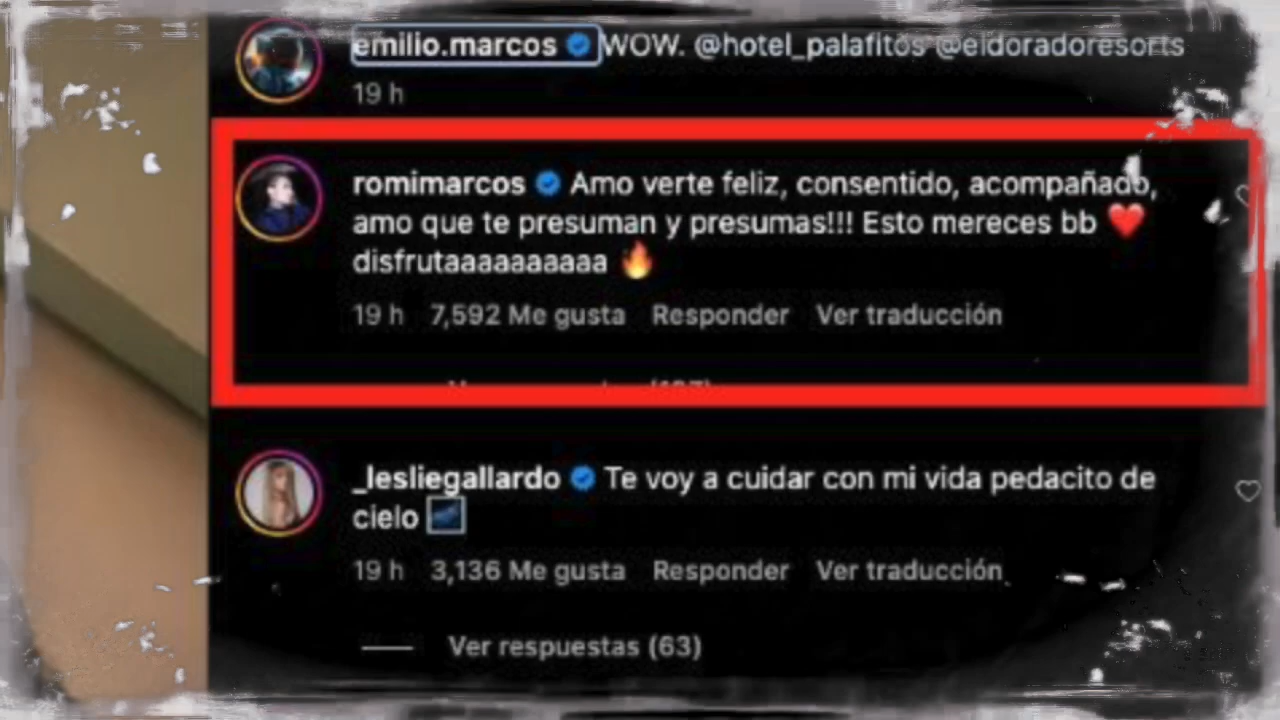 emilio.marcos WOW. @hotel_palafitos @eldoradoresorts
19 h
romimarcos Amo verte feliz, consentido, acompañado,
amo que te presuman y presumas!!! Esto mereces bb ❤️
disfrutaaaaaaaaaaa 🔥
19 h 7,592 Me gusta Responder Ver traducción
_lesliegallardo Te voy a cuidar con mi vida pedacito de
cielo 🌌
19 h 3,136 Me gusta Responder Ver traducción
Ver respuestas (63)